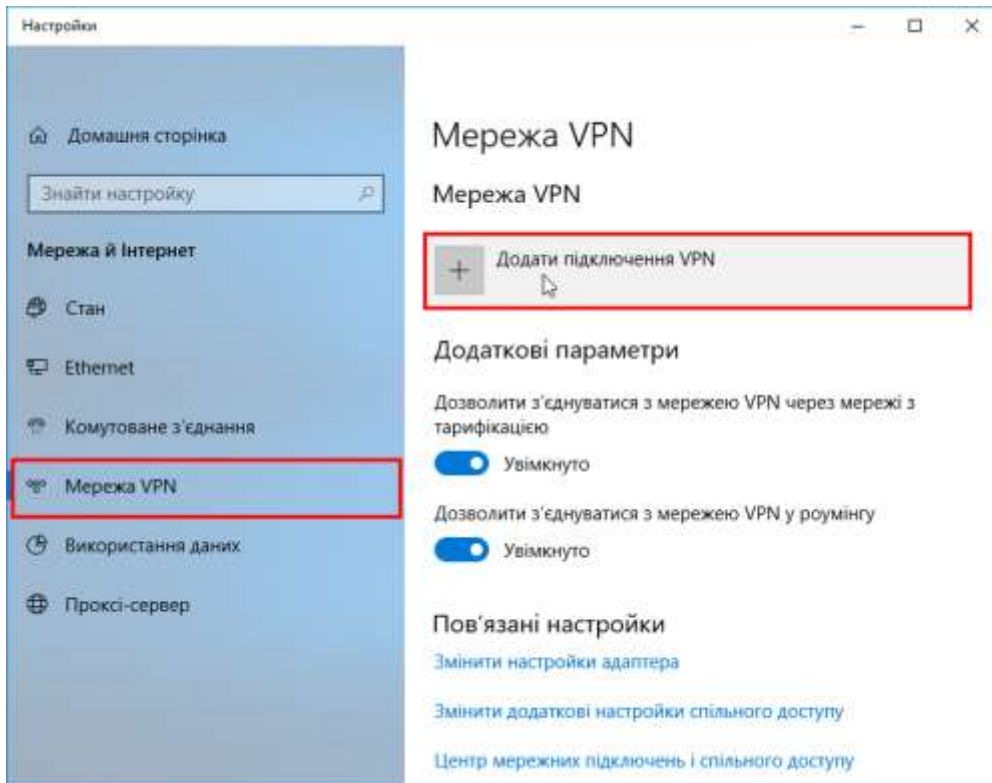 Настройки
Домашня сторінка
Знайти настройку
Мережа й Інтернет
Стан
Ethernet
Комутоване з'єднання
Мережа VPN
Використання даних
Проксі-сервер
Мережа VPN
Мережа VPN
Додати підключення VPN
Додаткові параметри
Дозволити з'єднуватися з мережею VPN через мережі з
тарифікацією
Увімкнуто
Дозволити з'єднуватися з мережею VPN у роумінгу
Увімкнуто
Пов'язані настройки
Змінити настройки адаптера
Змінити додаткові настройки спільного доступу
Центр мережних підключень і спільного доступу